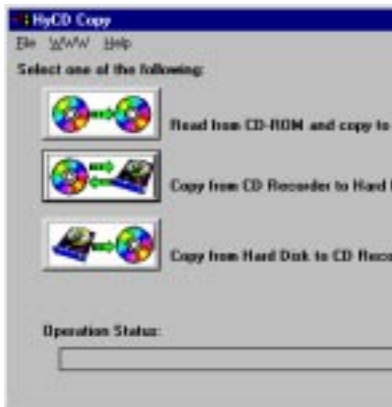 HyCD Copy
File WWW Help
Select one of the following:
Read from CD-ROM and copy to
Copy from CD Recorder to Hard
Copy from Hard Disk to CD Reco
Operation Status: